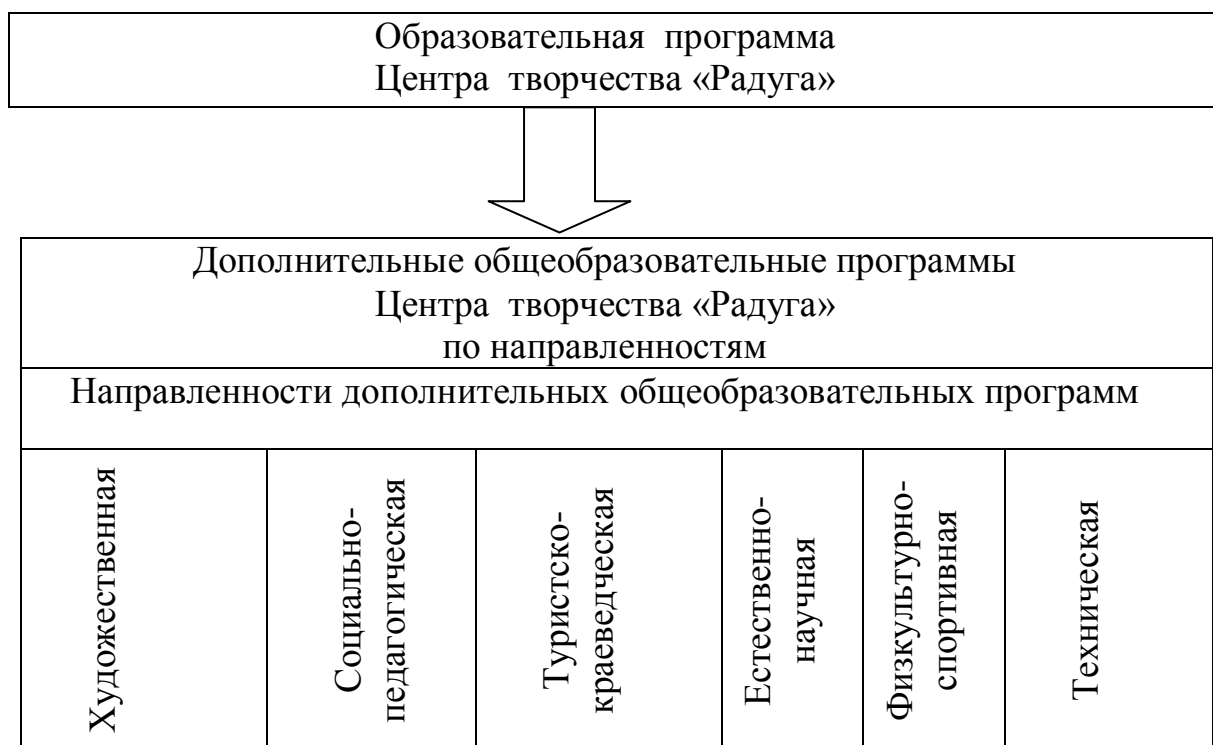 Образовательная программа
Центра творчества «Радуга»
Дополнительные общеобразовательные программы
Центра творчества «Радуга»
по направленностям
Направленности дополнительных общеобразовательных программ
Художественная
Социально-
педагогическая
Туристско-
краеведческая
Естественно-
научная
Физкультурно-
спортивная
Техническая